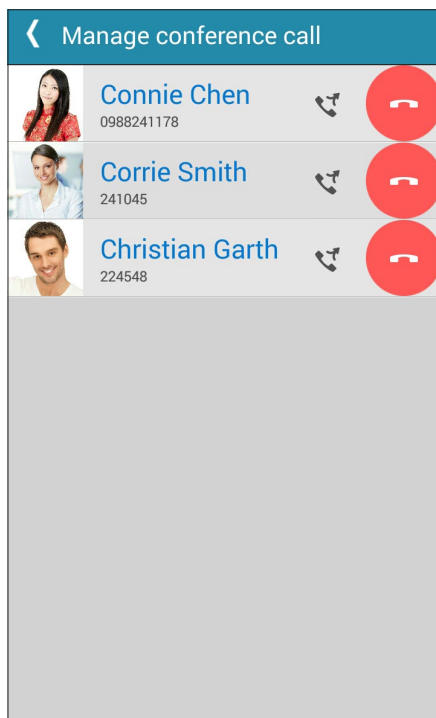 Manage conference call
Connie Chen
0988241178
Corrie Smith
241045
Christian Garth
224548